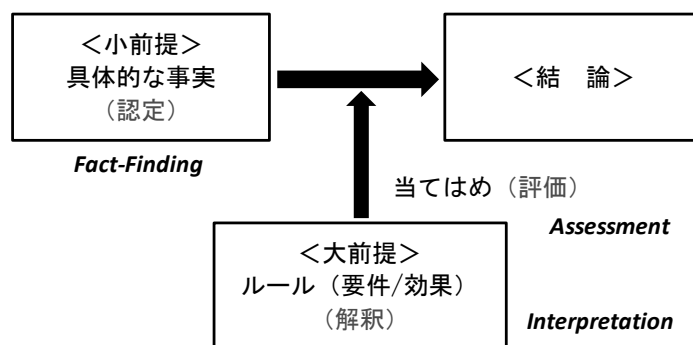 ＜小前提＞
具体的な事実
（認定）
＜結　論＞
Fact-Finding
当てはめ（評価）
Assessment
＜大前提＞
ルール（要件/効果）
（解釈）
Interpretation